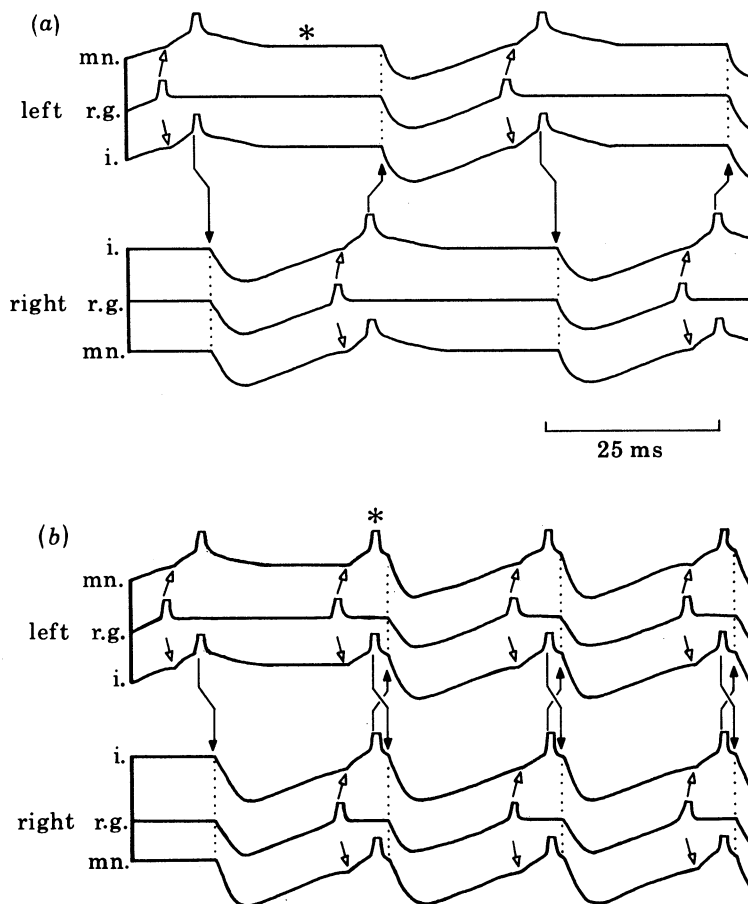 (a)
*
mn.
left r.g.
i.
i.
right r.g.
mn.
25 ms
(b)
*
mn.
left r.g.
i.
i.
right r.g.
mn.